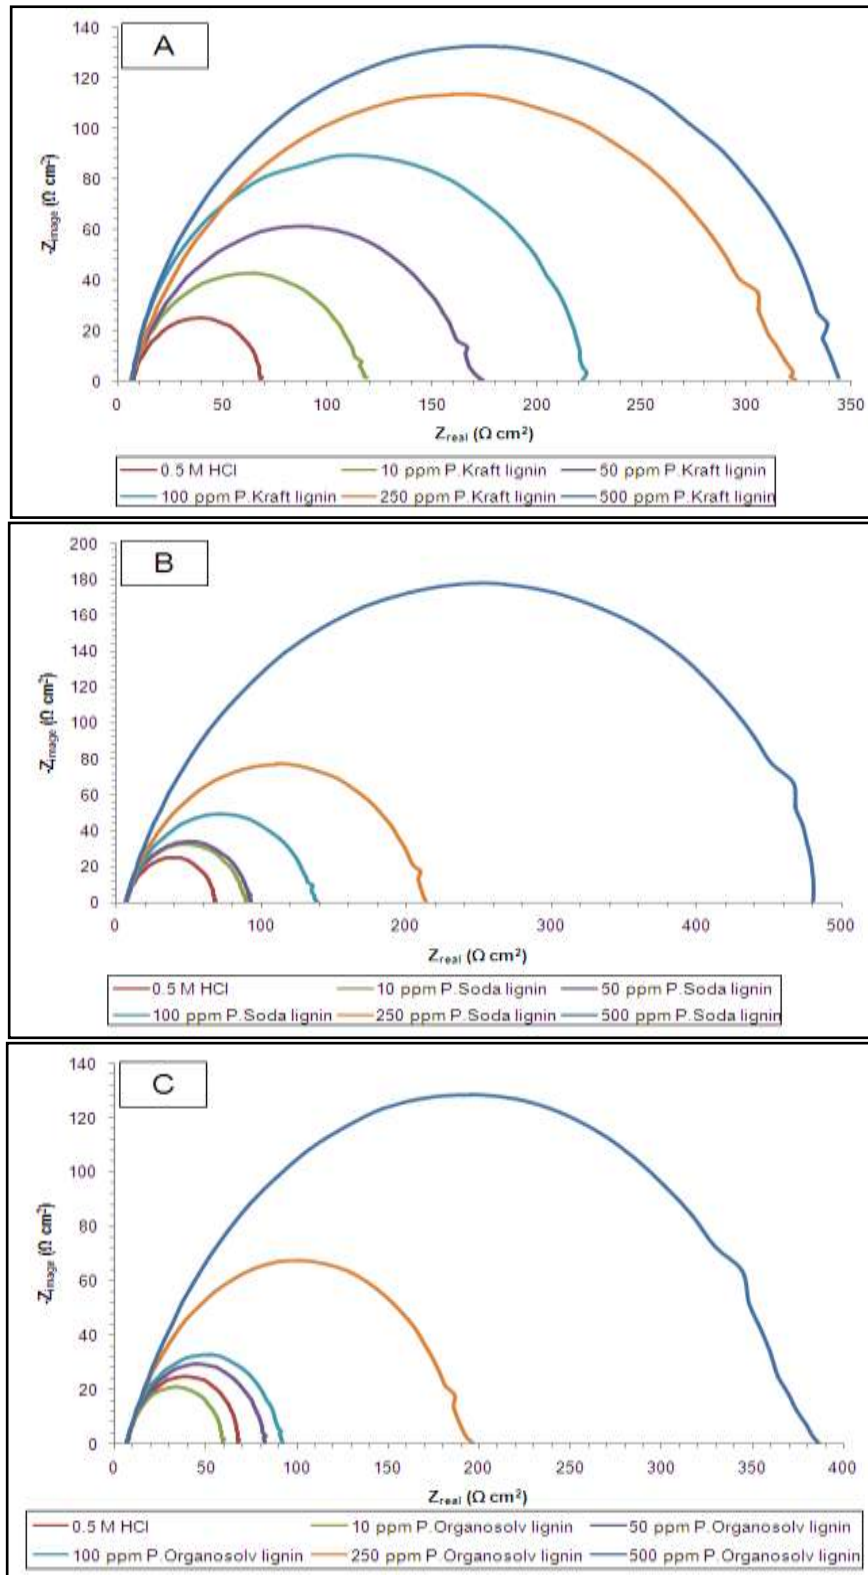 A
140
120
100
80
60
40
20
0
-Z_image (Ω cm²)
0 50 100 150 200 250 300 350
Z_real (Ω cm²)
0.5 M HCl 10 ppm P.Kraft lignin 50 ppm P.Kraft lignin
100 ppm P.Kraft lignin 250 ppm P.Kraft lignin 500 ppm P.Kraft lignin
B
200
180
160
140
120
100
80
60
40
20
0
-Z_image (Ω cm²)
0 100 200 300 400 500
Z_real (Ω cm²)
0.5 M HCl 10 ppm P.Soda lignin 50 ppm P.Soda lignin
100 ppm P.Soda lignin 250 ppm P.Soda lignin 500 ppm P.Soda lignin
C
140
120
100
80
60
40
20
0
-Z_image (Ω cm²)
0 50 100 150 200 250 300 350 400
Z_real (Ω cm²)
0.5 M HCl 10 ppm P.Organosolv lignin 50 ppm P.Organosolv lignin
100 ppm P.Organosolv lignin 250 ppm P.Organosolv lignin 500 ppm P.Organosolv lignin